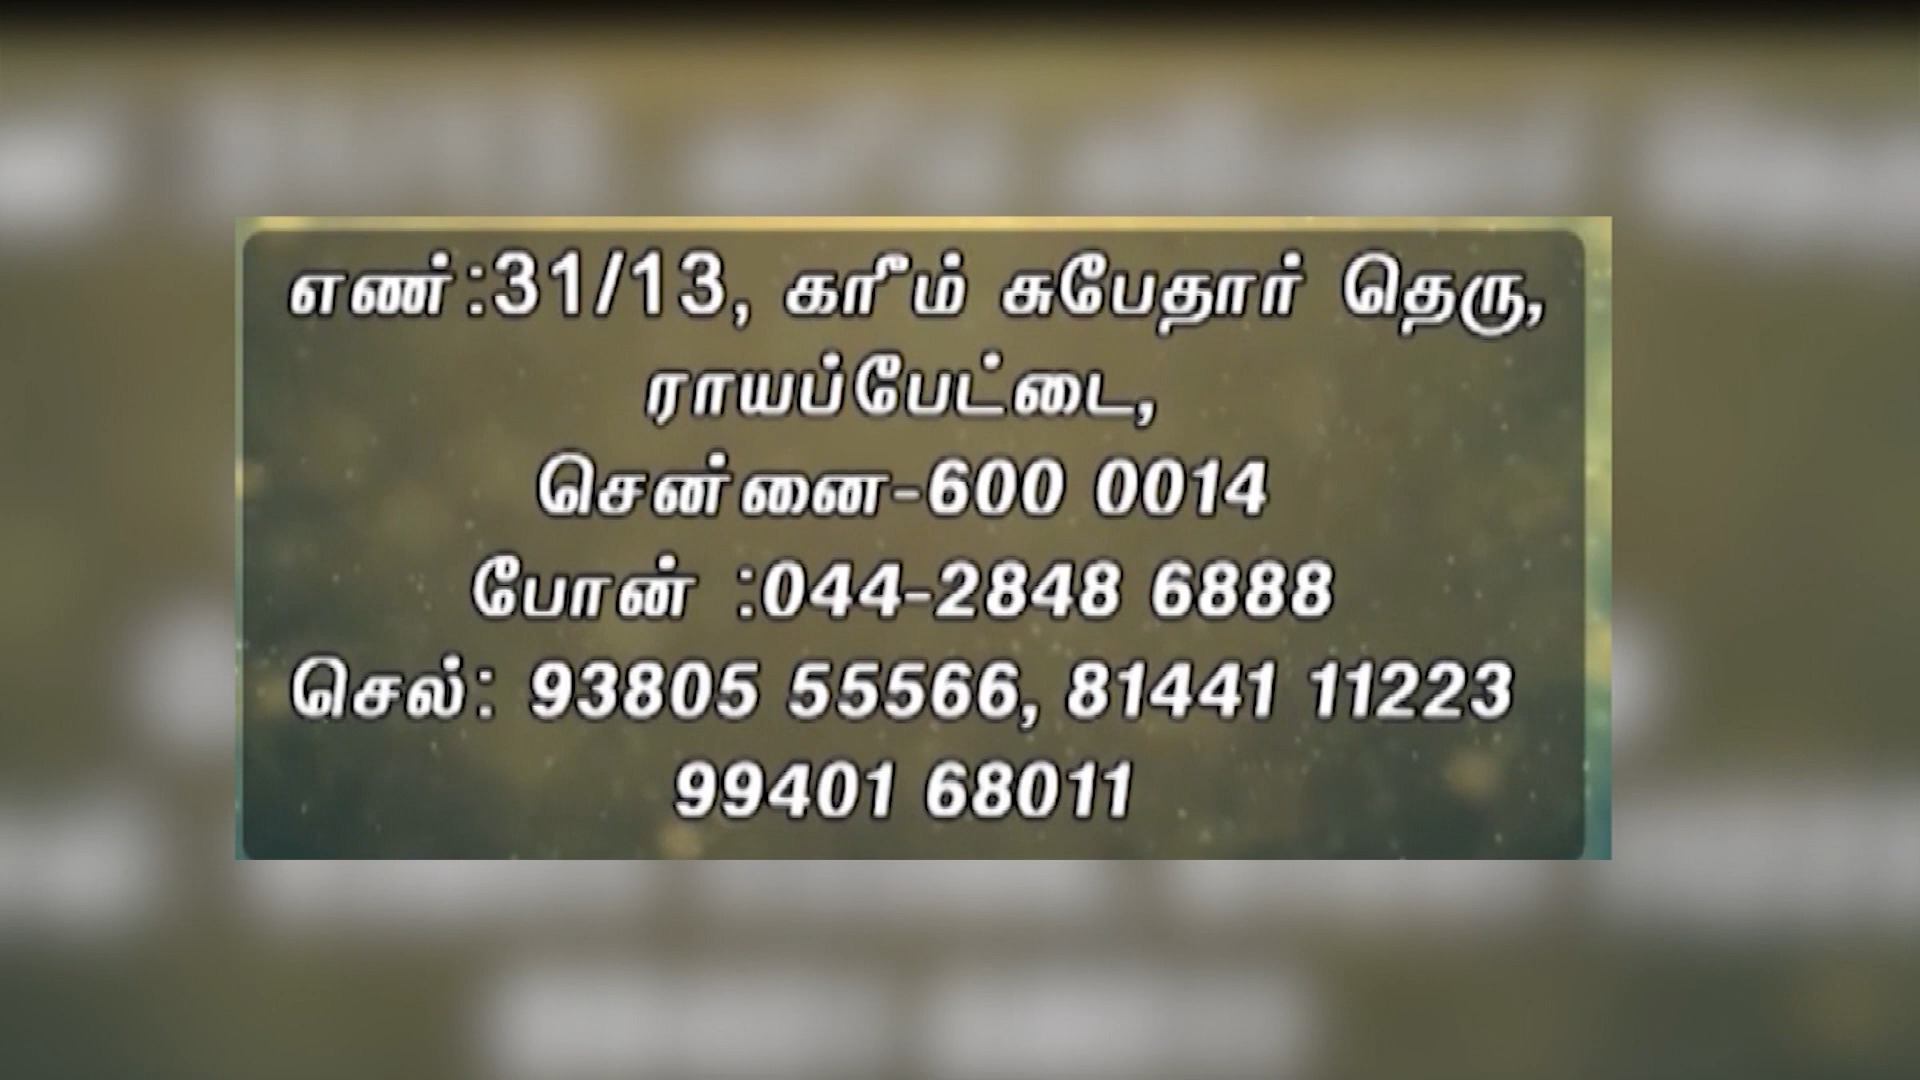 எண்:31/13, கரீம் சுபேதார் தெரு,
ராயப்பேட்டை,
சென்னை-600 0014
போன் :044-2848 6888
செல்: 93805 55566, 81441 11223
99401 68011